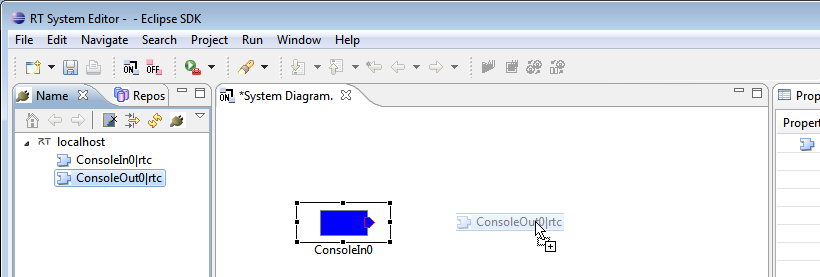 RT System Editor - - Eclipse SDK
File Edit Navigate Search Project Run Window Help
ON OFF
Name Repos
ON *System Diagram.
Prop
Propert
RT localhost
ConsoleIn0|rtc
ConsoleOut0|rtc
ConsoleOut0|rtc
ConsoleIn0